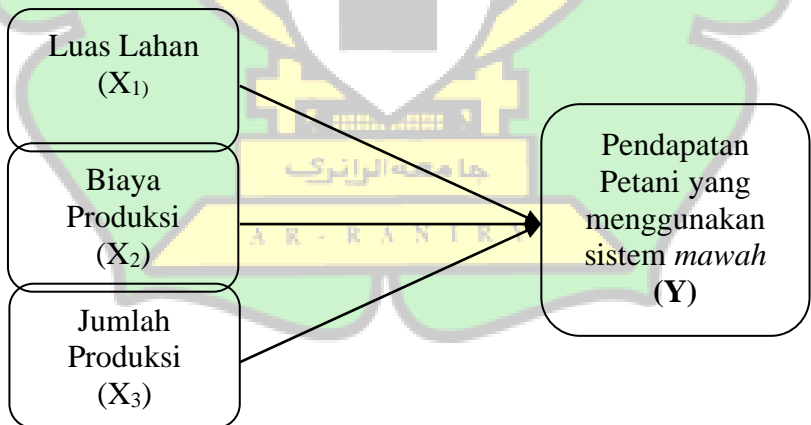 Luas Lahan
(X₁)
Biaya
Produksi
(X₂)
Jumlah
Produksi
(X₃)
Pendapatan
Petani yang
menggunakan
sistem mawah
(Y)
جامعة الرانري
A R - R A N I R Y